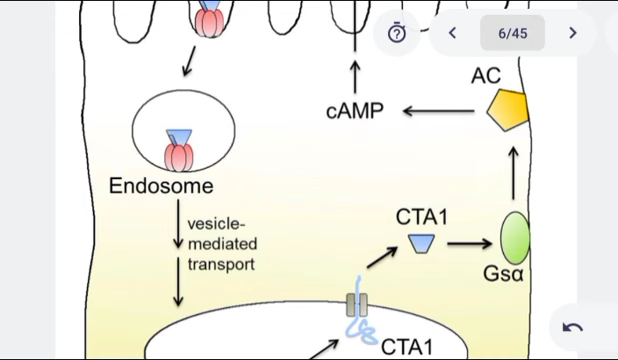 6/45
AC
cAMP
Endosome
vesicle-
mediated
transport
CTA1
Gsα
CTA1